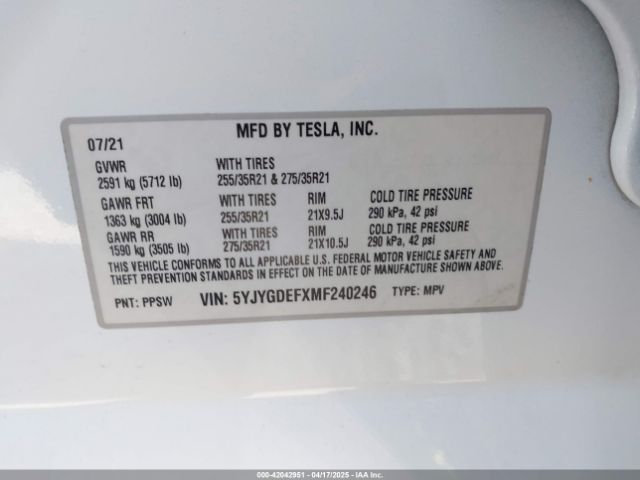 07/21
MFD BY TESLA, INC.
GVWR WITH TIRES
2591 kg (5712 lb) 255/35R21 & 275/35R21
GAWR FRT WITH TIRES RIM COLD TIRE PRESSURE
1363 kg (3004 lb) 255/35R21 21X9.5J 290 kPa, 42 psi
GAWR RR WITH TIRES RIM COLD TIRE PRESSURE
1590 kg (3505 lb) 275/35R21 21X10.5J 290 kPa, 42 psi
THIS VEHICLE CONFORMS TO ALL APPLICABLE U.S. FEDERAL MOTOR VEHICLE SAFETY AND
THEFT PREVENTION STANDARDS IN EFFECT ON THE DATE OF MANUFACTURE SHOWN ABOVE.
PNT: PPSW VIN: 5YJYGDEFXMF240246 TYPE: MPV
000-42042951 - 04/17/2025 - IAA Inc.